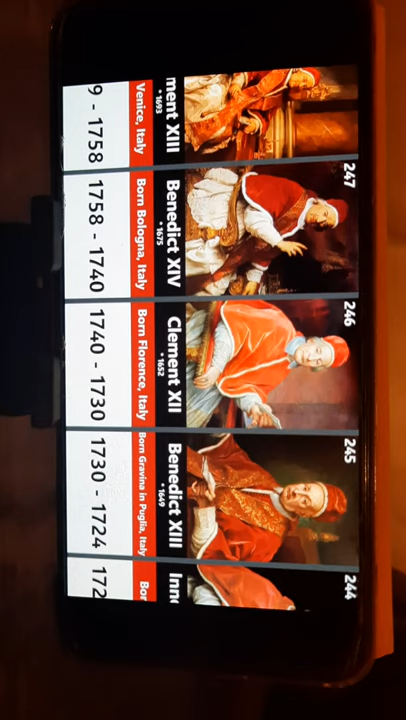 ment XIII
*1693
Venice, Italy
9 - 1758
247
Benedict XIV
*1675
Born Bologna, Italy
1758 - 1740
246
Clement XII
*1652
Born Florence, Italy
1740 - 1730
245
Benedict XIII
*1649
Born Gravina in Puglia, Italy
1730 - 1724
244
Inn
Bor
172